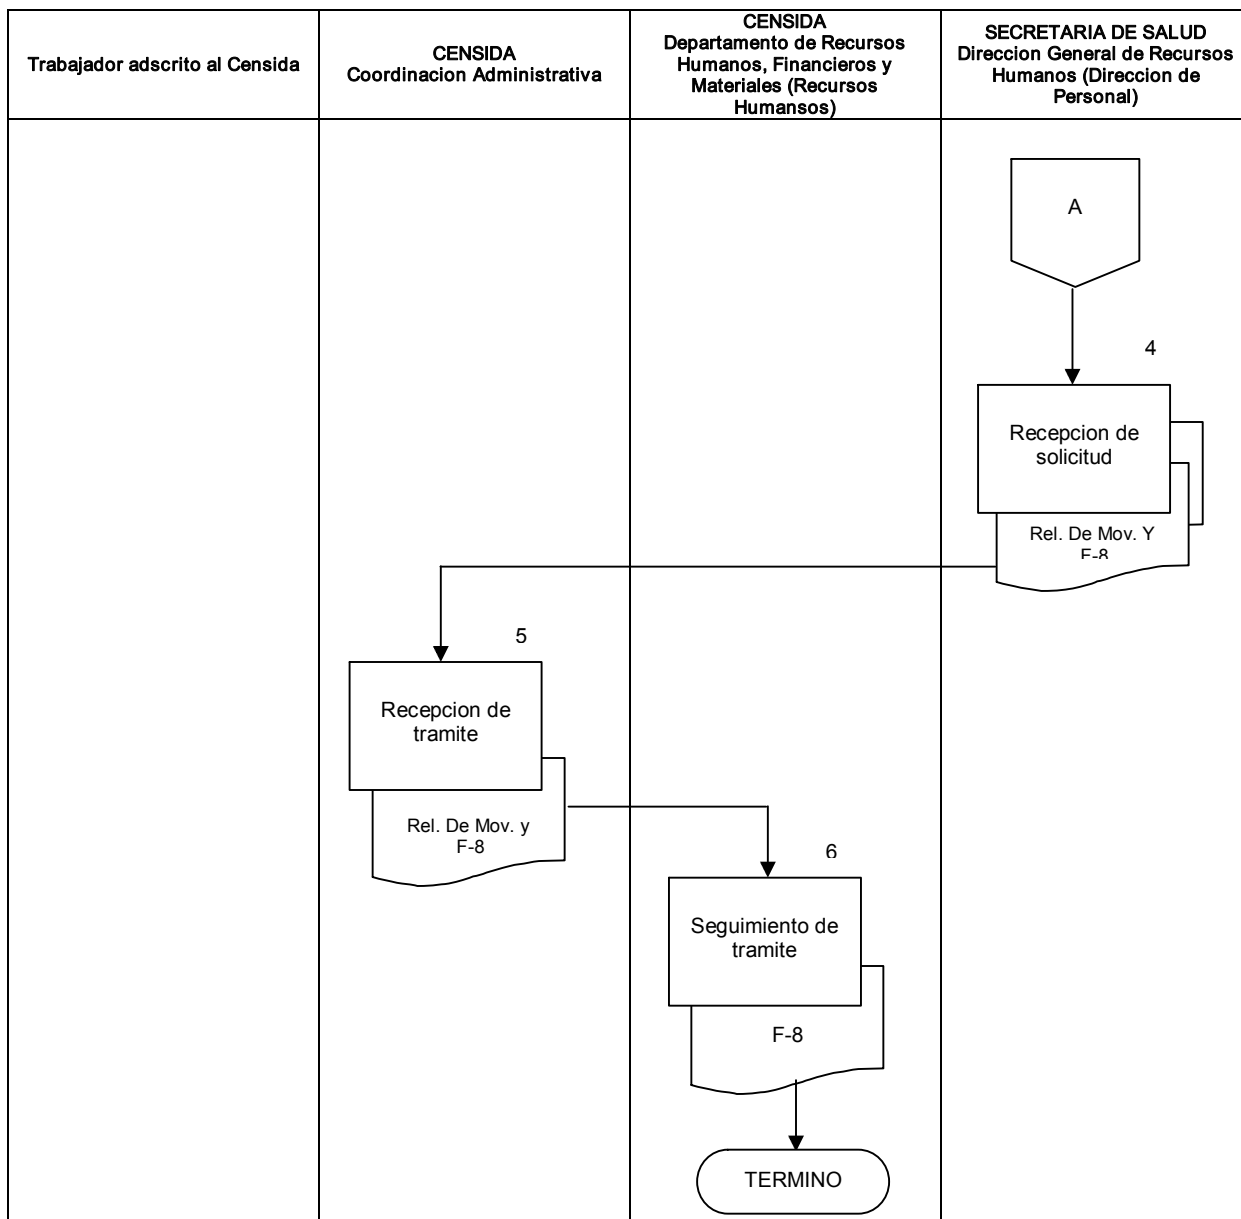 Trabajador adscrito al Censida
CENSIDA
Coordinacion Administrativa
CENSIDA
Departamento de Recursos
Humanos, Financieros y
Materiales (Recursos
Humansos)
SECRETARIA DE SALUD
Direccion General de Recursos
Humanos (Direccion de
Personal)
A
4
Recepcion de
solicitud
Rel. De Mov. Y
F-8
5
Recepcion de
tramite
Rel. De Mov. y
F-8
6
Seguimiento de
tramite
F-8
TERMINO